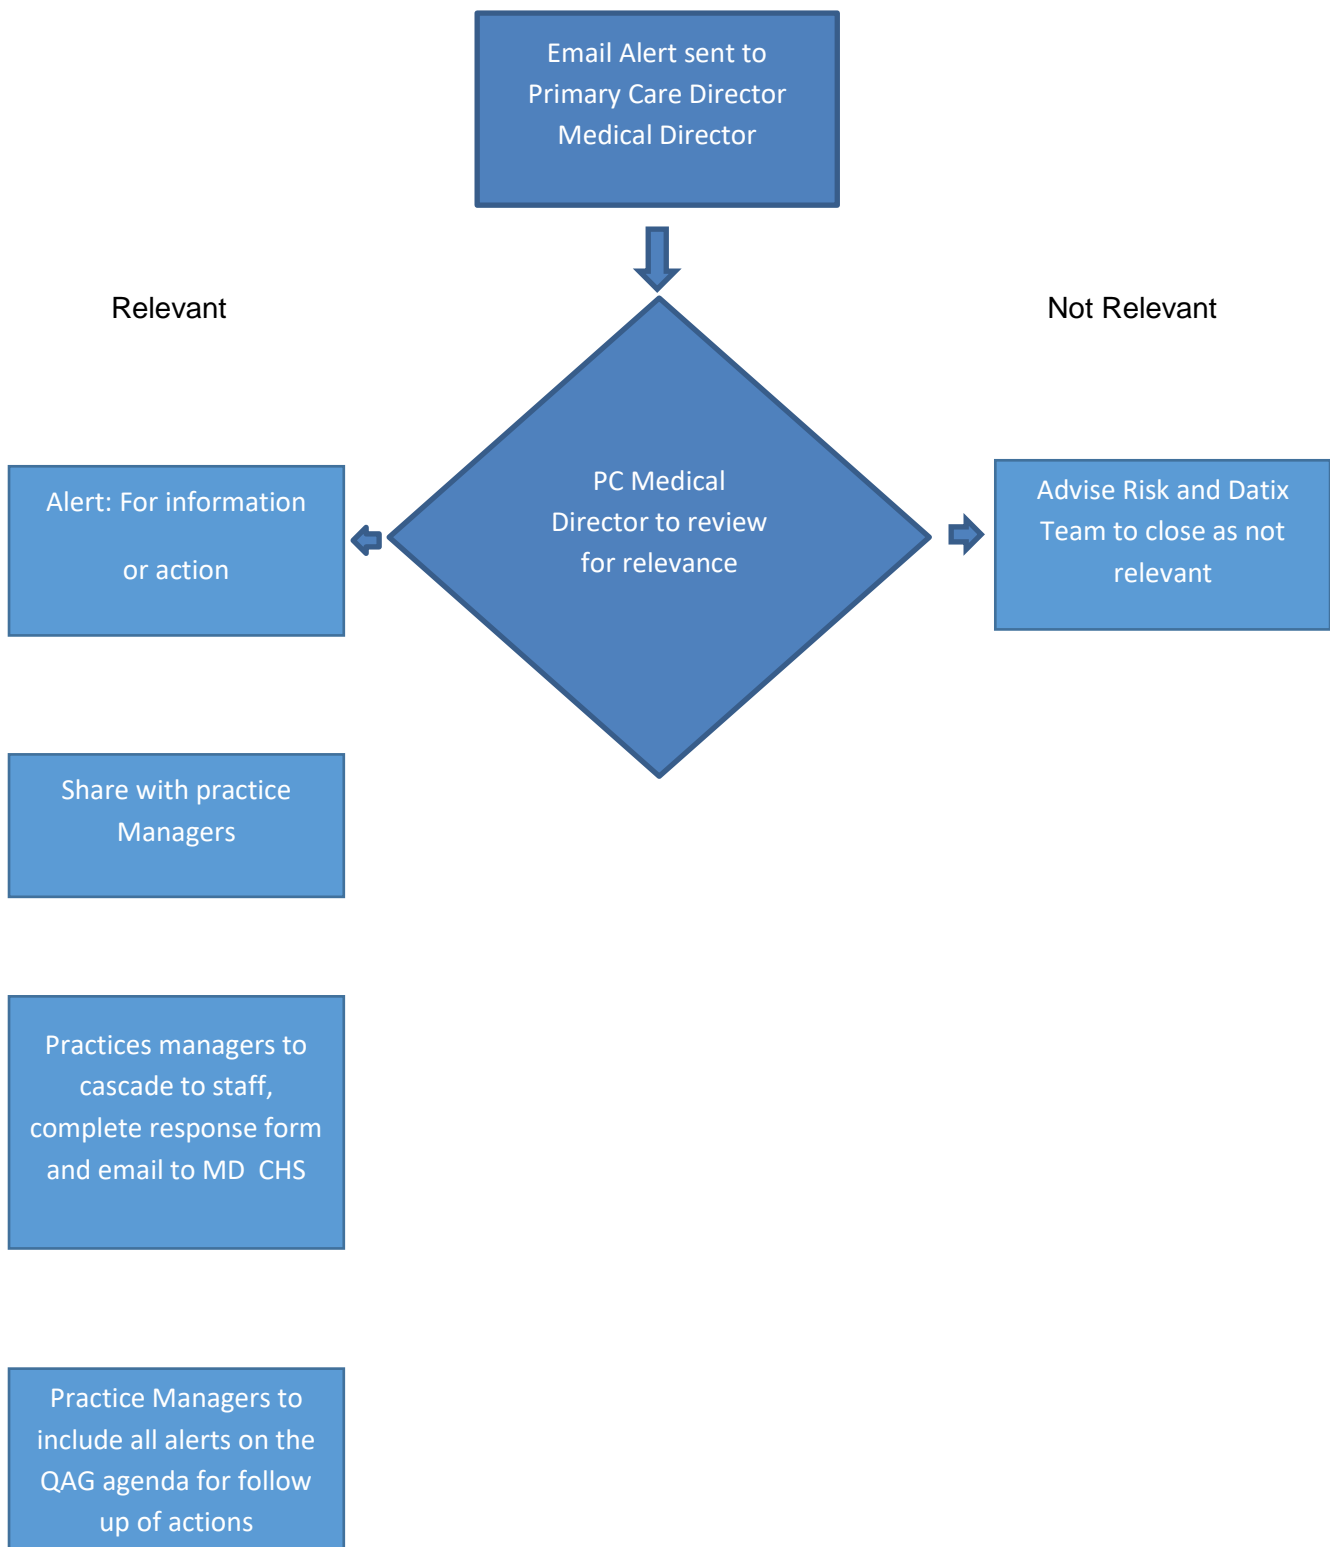 Email Alert sent to
Primary Care Director
Medical Director
Relevant
Not Relevant
Alert: For information
or action
PC Medical
Director to review
for relevance
Advise Risk and Datix
Team to close as not
relevant
Share with practice
Managers
Practices managers to
cascade to staff,
complete response form
and email to MD  CHS
Practice Managers to
include all alerts on the
QAG agenda for follow
up of actions